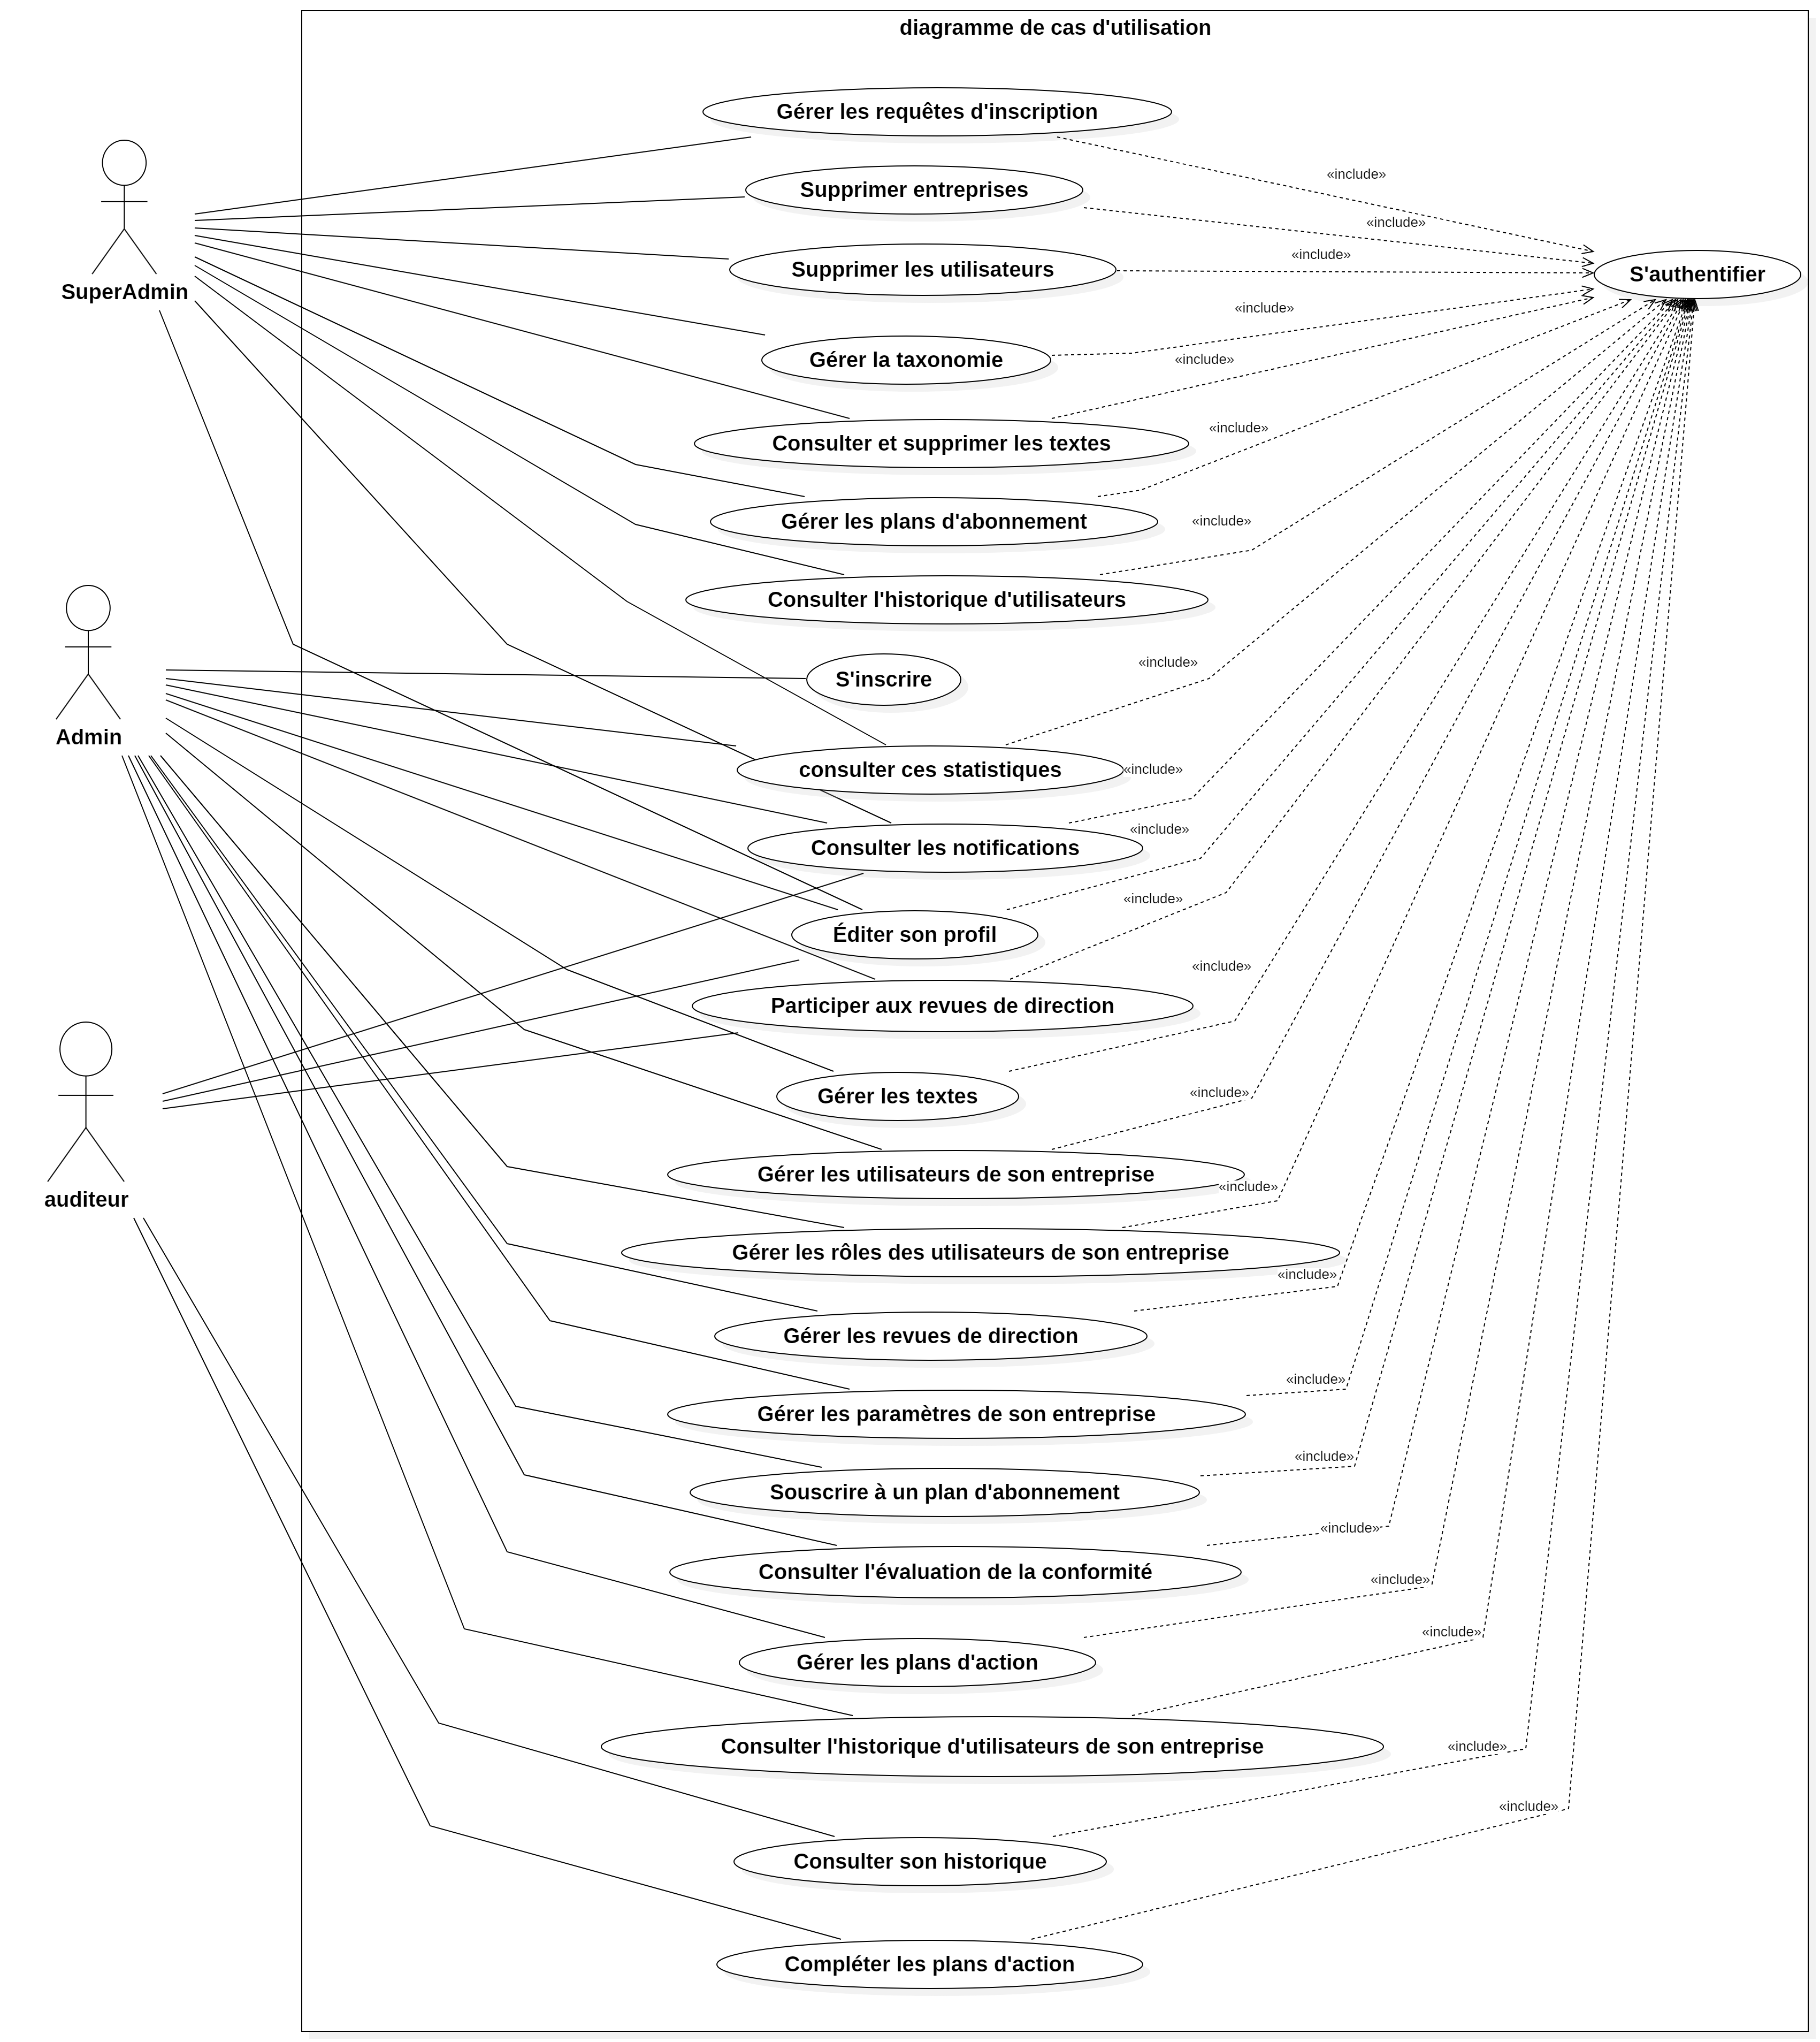 diagramme de cas d'utilisation
Gérer les requêtes d'inscription
«include»
Supprimer entreprises
«include»
«include»
Supprimer les utilisateurs
S'authentifier
SuperAdmin
«include»
Gérer la taxonomie
«include»
«include»
Consulter et supprimer les textes
Gérer les plans d'abonnement
«include»
Consulter l'historique d'utilisateurs
«include»
S'inscrire
Admin
consulter ces statistiques
«include»
«include»
Consulter les notifications
«include»
Éditer son profil
«include»
Participer aux revues de direction
«include»
Gérer les textes
Gérer les utilisateurs de son entreprise
«include»
auditeur
Gérer les rôles des utilisateurs de son entreprise
«include»
Gérer les revues de direction
«include»
Gérer les paramètres de son entreprise
«include»
Souscrire à un plan d'abonnement
«include»
Consulter l'évaluation de la conformité
«include»
«include»
Gérer les plans d'action
Consulter l'historique d'utilisateurs de son entreprise
«include»
«include»
Consulter son historique
Compléter les plans d'action